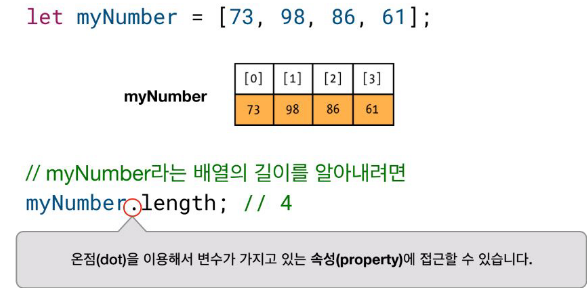 let myNumber = [73, 98, 86, 61];
[0] [1] [2] [3]
myNumber
73 98 86 61
// myNumber라는 배열의 길이를 알아내려면
myNumber.length; // 4
온점(dot)을 이용해서 변수가 가지고 있는 속성(property)에 접근할 수 있습니다.